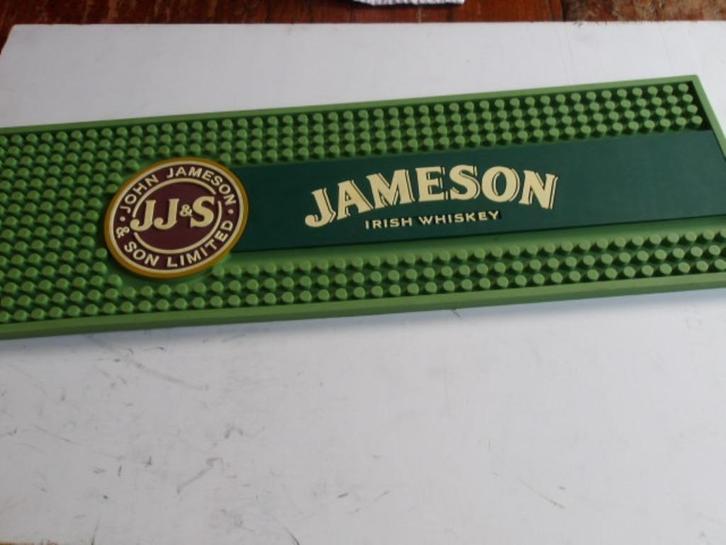 JOHN JAMESON
JJ&S
& SON LIMITED
JAMESON
IRISH WHISKEY